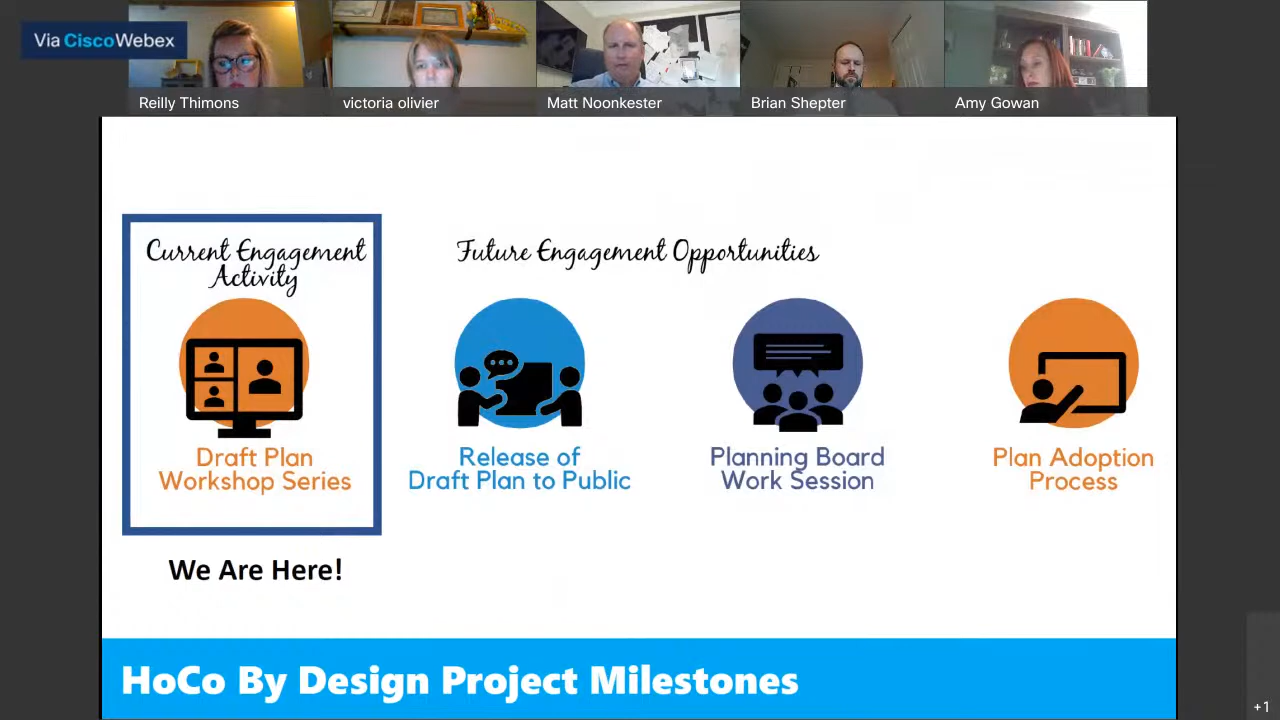 Via CiscoWebex
Reilly Thimons
victoria olivier
Matt Noonkester
Brian Shepter
Amy Gowan
Current Engagement
Activity
Future Engagement Opportunities
Draft Plan
Workshop Series
Release of
Draft Plan to Public
Planning Board
Work Session
Plan Adoption
Process
We Are Here!
HoCo By Design Project Milestones
+1